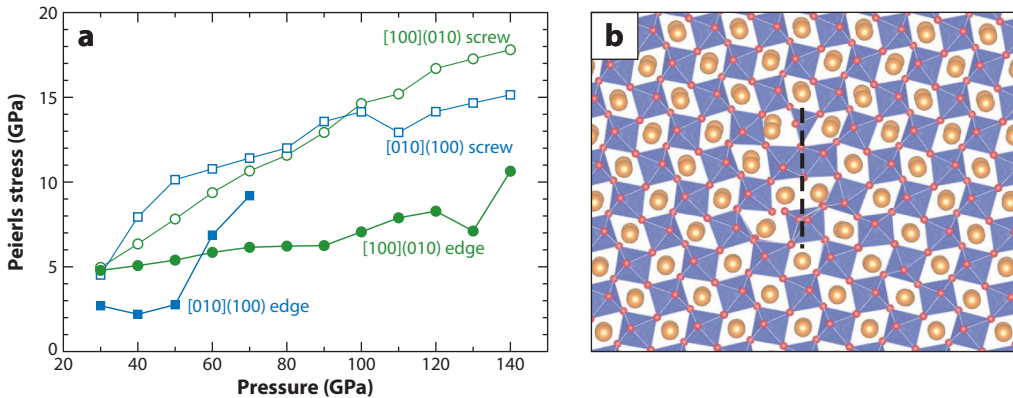 a
b
[100](010) screw
[010](100) screw
[100](010) edge
[010](100) edge
Peierls stress (GPa)
20
15
10
5
0
20
40
60
80
100
120
140
Pressure (GPa)